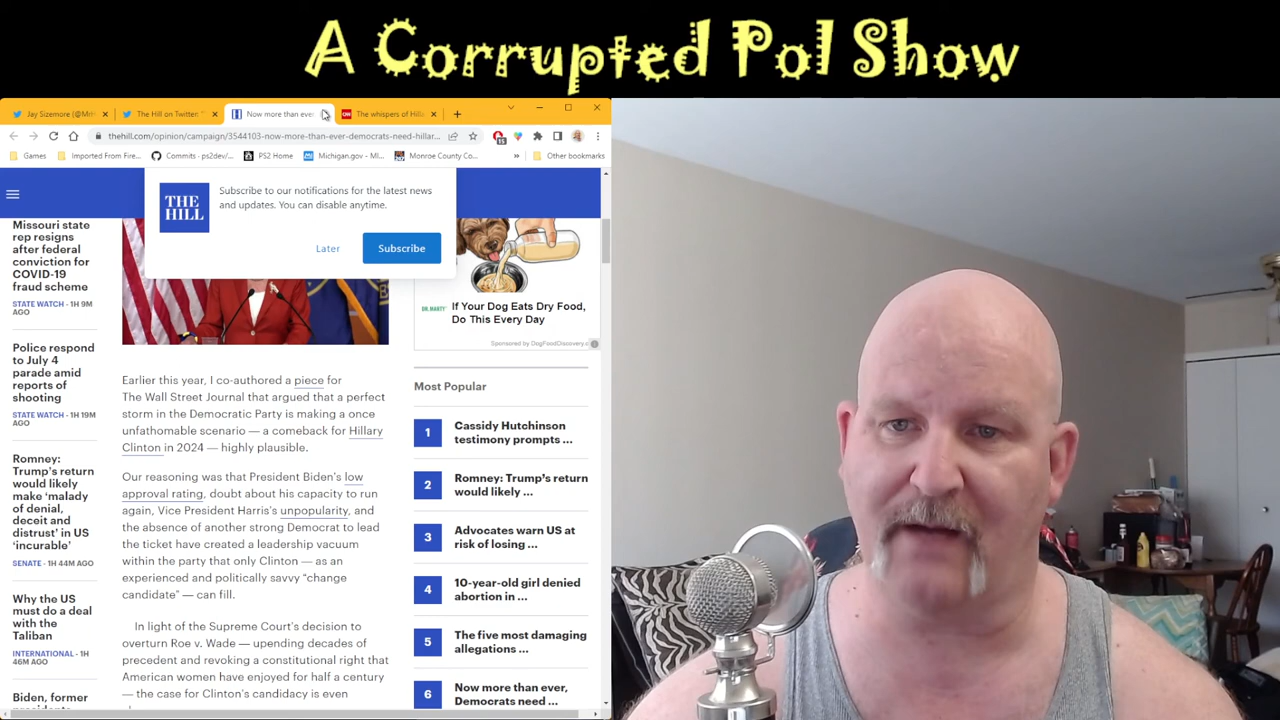 A Corrupted Pol Show
Jay Sizemore (@MrH
The Hill on Twitter: "
Now more than ever
The whispers of Hilla
thehill.com/opinion/campaign/3544103-now-more-than-ever-democrats-need-hillar...
Games
Imported From Fire...
Commits · ps2dev/...
PS2 Home
Michigan.gov - MI...
Monroe County Co...
»
Other bookmarks
THE
HILL
Subscribe to our notifications for the latest news
and updates. You can disable anytime.
Later
Subscribe
Missouri state
rep resigns
after federal
conviction for
COVID-19
fraud scheme
STATE WATCH - 1H 9M
AGO
Police respond
to July 4
parade amid
reports of
shooting
STATE WATCH - 1H 19M
AGO
Romney:
Trump's return
would likely
make 'malady
of denial,
deceit and
distrust' in US
'incurable'
SENATE - 1H 44M AGO
Why the US
must do a deal
with the
Taliban
INTERNATIONAL - 1H
46M AGO
Biden, former
Earlier this year, I co-authored a piece for
The Wall Street Journal that argued that a perfect
storm in the Democratic Party is making a once
unfathomable scenario — a comeback for Hillary
Clinton in 2024 — highly plausible.
Our reasoning was that President Biden's low
approval rating, doubt about his capacity to run
again, Vice President Harris's unpopularity, and
the absence of another strong Democrat to lead
the ticket have created a leadership vacuum
within the party that only Clinton — as an
experienced and politically savvy "change
candidate" — can fill.
In light of the Supreme Court's decision to
overturn Roe v. Wade — upending decades of
precedent and revoking a constitutional right that
American women have enjoyed for half a century
— the case for Clinton's candidacy is even
DR.MARTY
If Your Dog Eats Dry Food,
Do This Every Day
Sponsored by DogFoodDiscovery.c
Most Popular
1
Cassidy Hutchinson
testimony prompts ...
2
Romney: Trump's return
would likely ...
3
Advocates warn US at
risk of losing ...
4
10-year-old girl denied
abortion in ...
5
The five most damaging
allegations ...
6
Now more than ever,
Democrats need ...